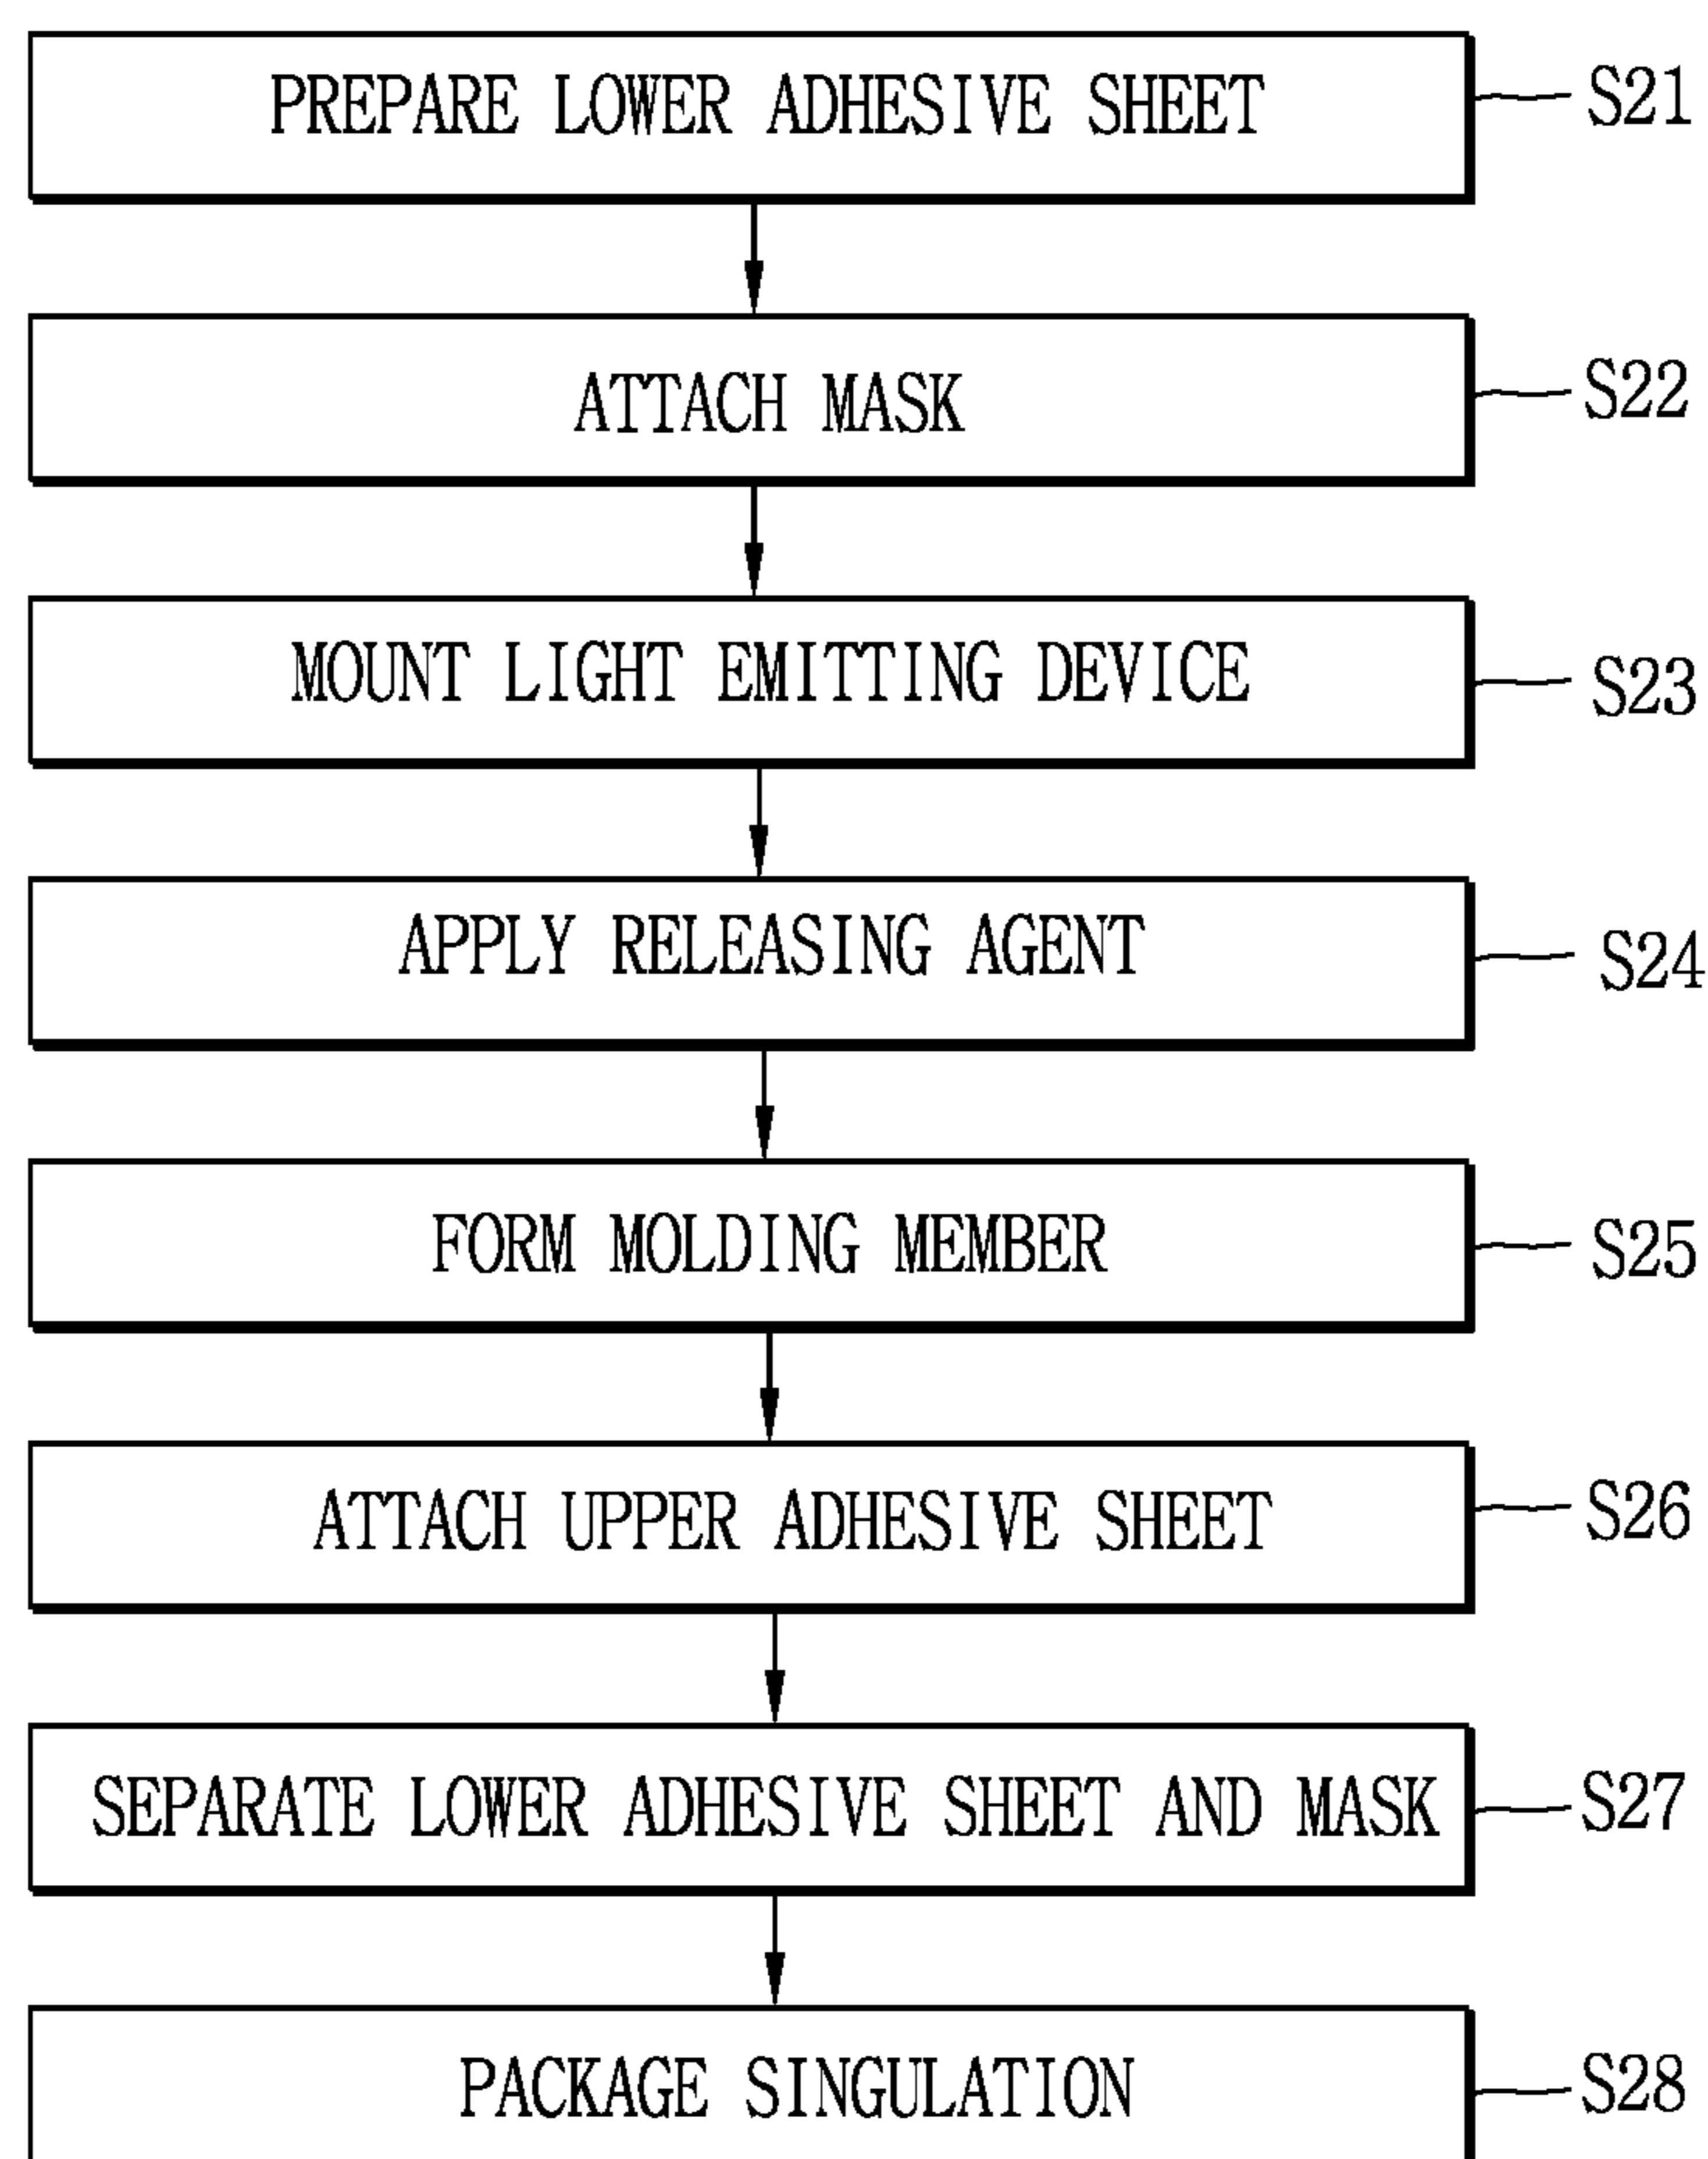 PREPARE LOWER ADHESIVE SHEET S21
ATTACH MASK S22
MOUNT LIGHT EMITTING DEVICE S23
APPLY RELEASING AGENT S24
FORM MOLDING MEMBER S25
ATTACH UPPER ADHESIVE SHEET S26
SEPARATE LOWER ADHESIVE SHEET AND MASK S27
PACKAGE SINGULATION S28